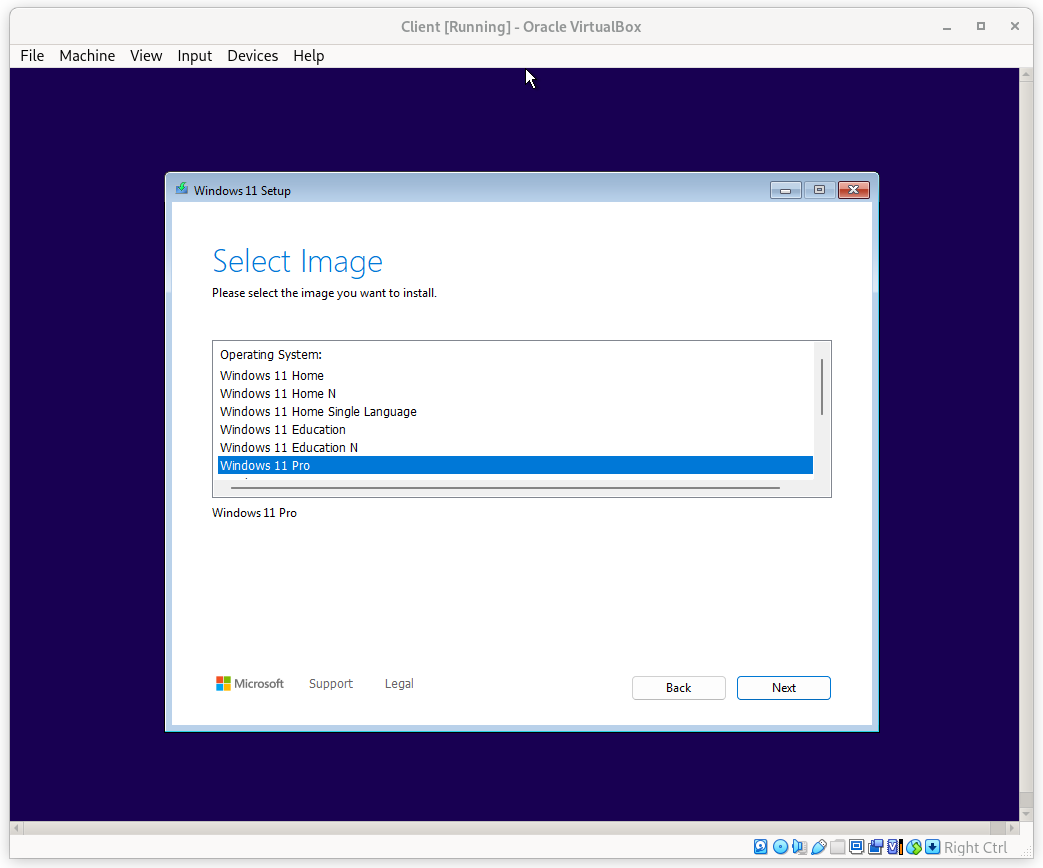 Client [Running] - Oracle VirtualBox
File Machine View Input Devices Help
Windows 11 Setup
Select Image
Please select the image you want to install.
Operating System:
Windows 11 Home
Windows 11 Home N
Windows 11 Home Single Language
Windows 11 Education
Windows 11 Education N
Windows 11 Pro
Windows 11 Pro
Microsoft Support Legal
Back Next
Right Ctrl